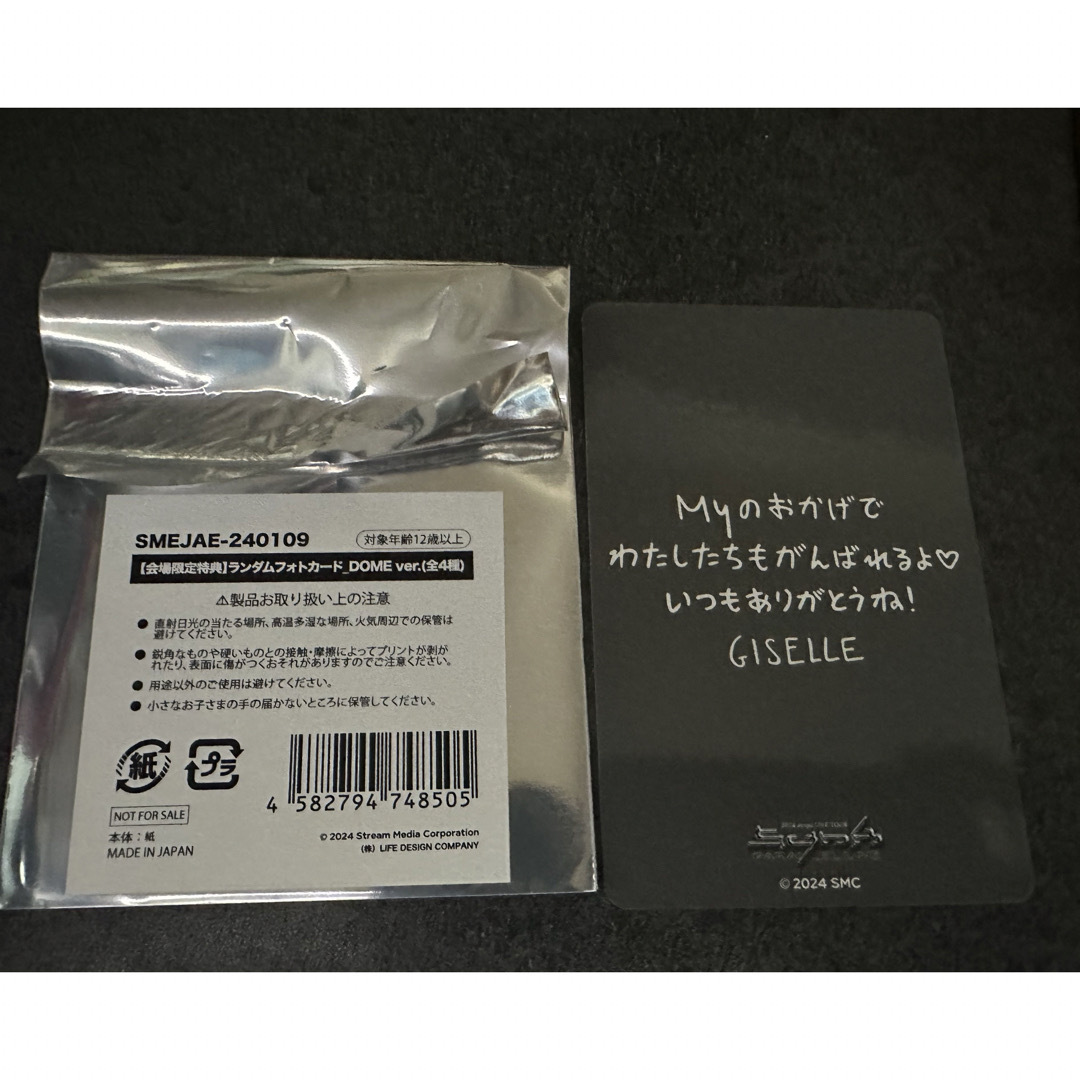 SMEJAE-240109
対象年齢12歳以上
【会場限定特典】ランダムフォトカード_DOME ver.(全4種)
⚠製品お取り扱い上の注意
● 直射日光の当たる場所、高温多湿な場所、火気周辺での保管は
避けてください。
● 鋭角なものや硬いものとの接触・摩擦によってプリントが剥が
れたり、表面に傷がつくおそれがありますのでご注意ください。
● 用途以外のご使用は避けてください。
● 小さなお子さまの手の届かないところに保管してください。
紙
プラ
4 582794 748505
NOT FOR SALE
本体：紙
MADE IN JAPAN
© 2024 Stream Media Corporation
（株）LIFE DESIGN COMPANY
Myのおかげで
わたしたちもがんばれるよ♡
いつもありがとうね!
GISELLE
© 2024 SMC